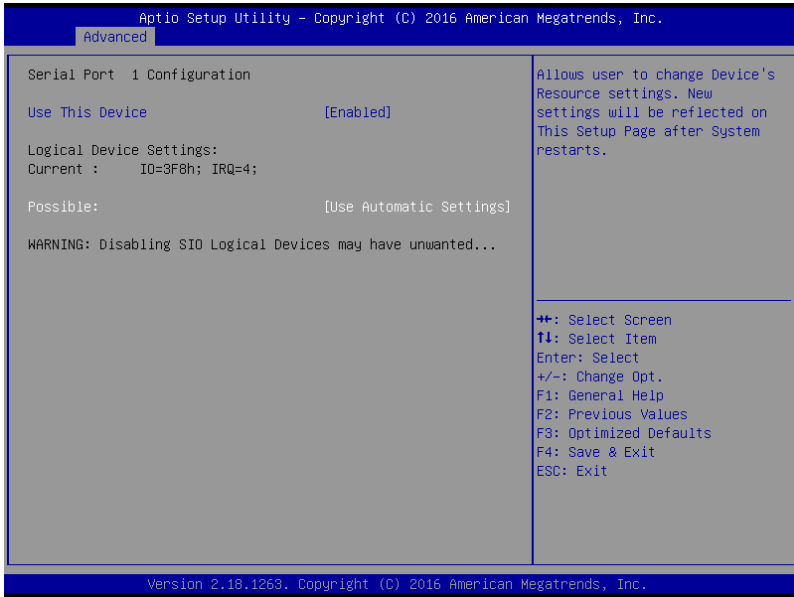 Aptio Setup Utility – Copyright (C) 2016 American Megatrends, Inc.
Advanced
Serial Port 1 Configuration
Use This Device [Enabled]
Logical Device Settings:
Current : IO=3F8h; IRQ=4;
Possible: [Use Automatic Settings]
WARNING: Disabling SIO Logical Devices may have unwanted...
Allows user to change Device's
Resource settings. New
settings will be reflected on
This Setup Page after System
restarts.
→←: Select Screen
↑↓: Select Item
Enter: Select
+/-: Change Opt.
F1: General Help
F2: Previous Values
F3: Optimized Defaults
F4: Save & Exit
ESC: Exit
Version 2.18.1263. Copyright (C) 2016 American Megatrends, Inc.